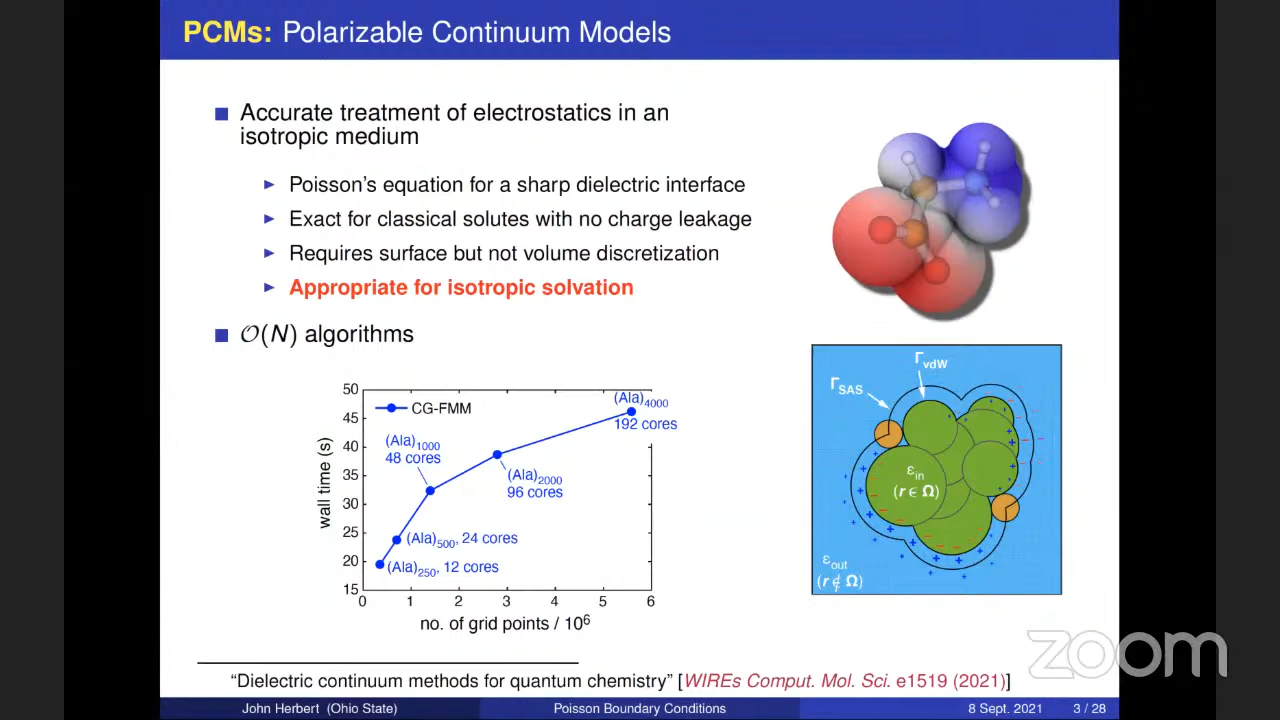 PCMs: Polarizable Continuum Models
■ Accurate treatment of electrostatics in an
isotropic medium
▶ Poisson's equation for a sharp dielectric interface
▶ Exact for classical solutes with no charge leakage
▶ Requires surface but not volume discretization
▶ Appropriate for isotropic solvation
■ O(N) algorithms
50
45
40
35
30
25
20
15
wall time (s)
CG-FMM
(Ala)4000
192 cores
(Ala)1000
48 cores
(Ala)2000
96 cores
(Ala)500, 24 cores
(Ala)250, 12 cores
0 1 2 3 4 5 6
no. of grid points / 10⁶
ΓvdW
ΓSAS
εin
(r ∈ Ω)
εout
(r ∉ Ω)
zoom
"Dielectric continuum methods for quantum chemistry" [WIREs Comput. Mol. Sci. e1519 (2021)]
John Herbert (Ohio State) Poisson Boundary Conditions 8 Sept. 2021 3 / 28